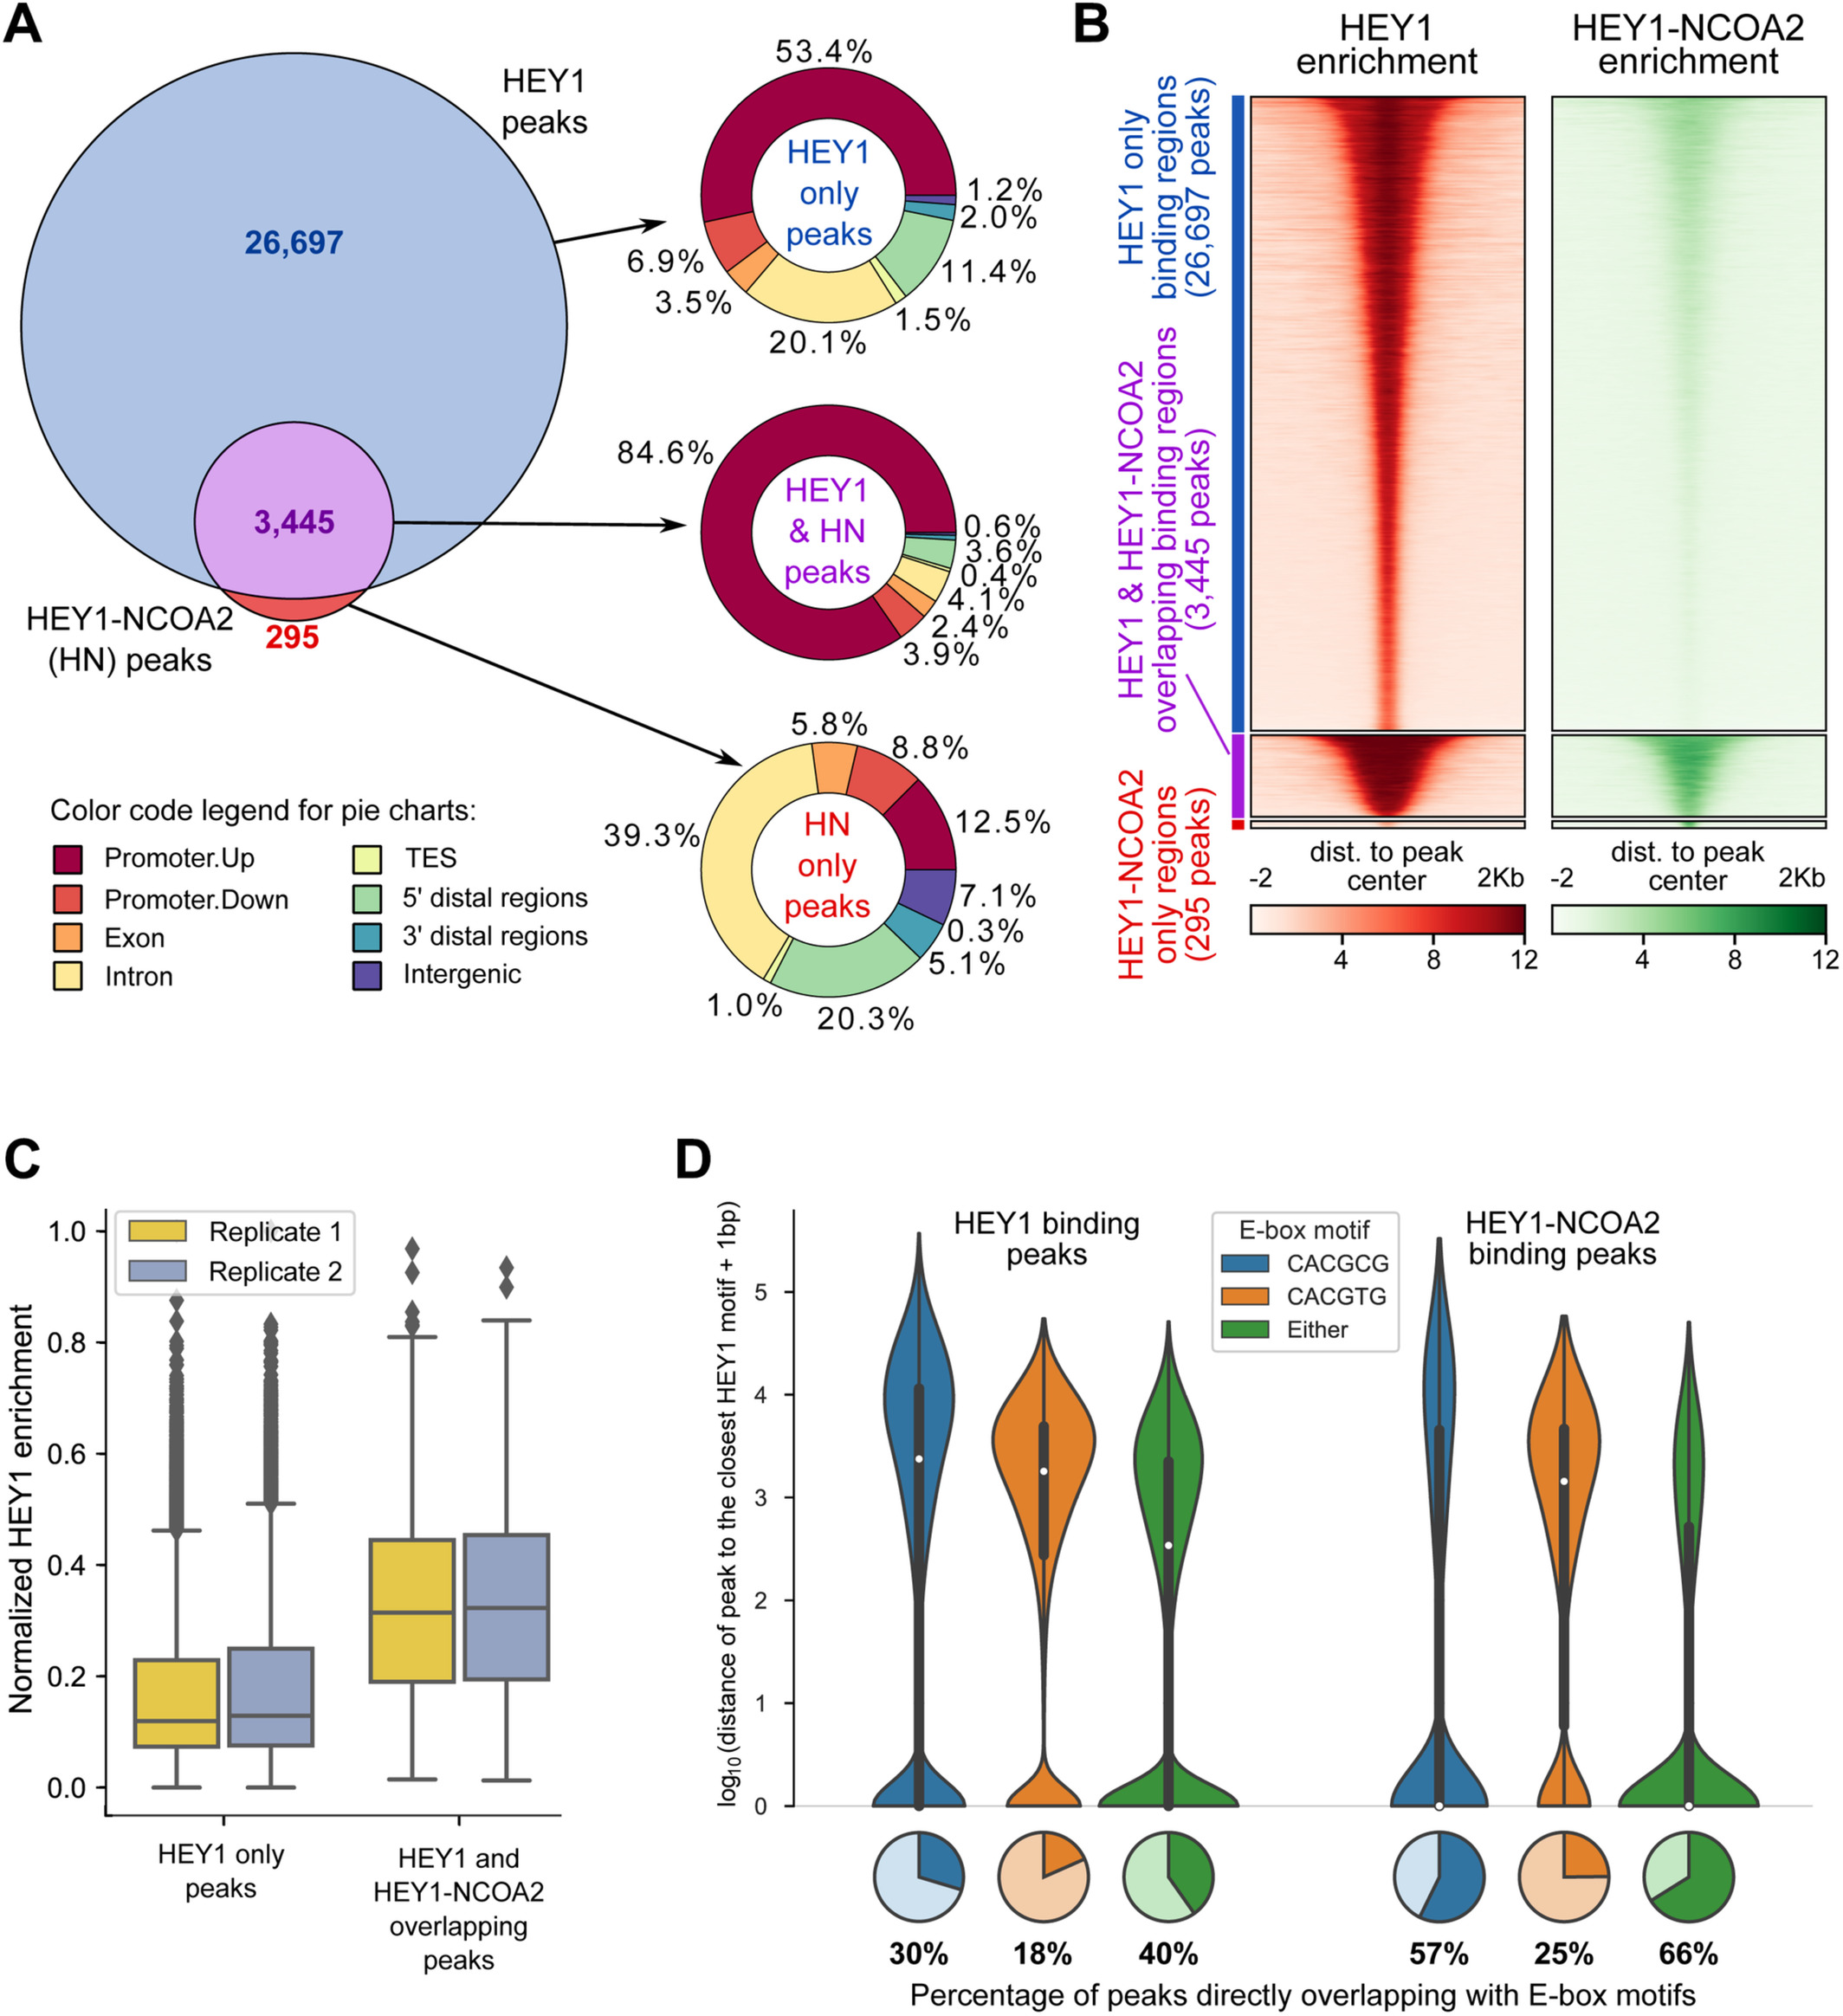 A
HEY1
peaks
26,697
3,445
HEY1-NCOA2
(HN) peaks
295
53.4%
HEY1
only
peaks
1.2%
2.0%
11.4%
1.5%
20.1%
3.5%
6.9%
84.6%
HEY1
& HN
peaks
0.6%
3.6%
0.4%
4.1%
2.4%
3.9%
5.8%
8.8%
12.5%
39.3%
HN
only
peaks
7.1%
0.3%
5.1%
20.3%
1.0%
Color code legend for pie charts:
Promoter.Up
Promoter.Down
Exon
Intron
TES
5' distal regions
3' distal regions
Intergenic
B
HEY1
enrichment
HEY1-NCOA2
enrichment
HEY1 only
binding regions
(26,697 peaks)
HEY1 & HEY1-NCOA2
overlapping binding regions
(3,445 peaks)
HEY1-NCOA2
only regions
(295 peaks)
dist. to peak
center
-2
2Kb
4
8
12
dist. to peak
center
-2
2Kb
4
8
12
C
Normalized HEY1 enrichment
1.0
0.8
0.6
0.4
0.2
0.0
Replicate 1
Replicate 2
HEY1 only
peaks
HEY1 and
HEY1-NCOA2
overlapping
peaks
D
log10(distance of peak to the closest HEY1 motif + 1bp)
5
4
3
2
1
0
HEY1 binding
peaks
E-box motif
CACGCG
CACGTG
Either
HEY1-NCOA2
binding peaks
30%
18%
40%
57%
25%
66%
Percentage of peaks directly overlapping with E-box motifs